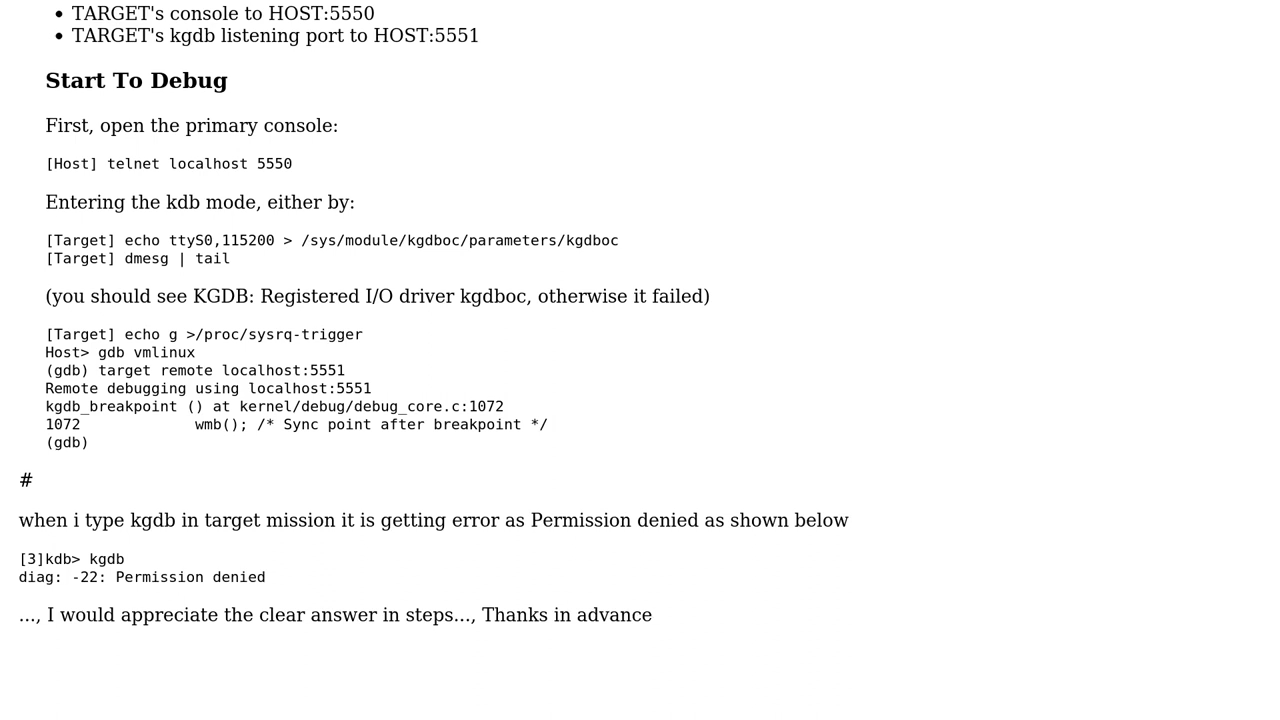 • TARGET's console to HOST:5550
• TARGET's kgdb listening port to HOST:5551
Start To Debug
First, open the primary console:
[Host] telnet localhost 5550
Entering the kdb mode, either by:
[Target] echo ttyS0,115200 > /sys/module/kgdboc/parameters/kgdboc
[Target] dmesg | tail
(you should see KGDB: Registered I/O driver kgdboc, otherwise it failed)
[Target] echo g >/proc/sysrq-trigger
Host> gdb vmlinux
(gdb) target remote localhost:5551
Remote debugging using localhost:5551
kgdb_breakpoint () at kernel/debug/debug_core.c:1072
1072             wmb(); /* Sync point after breakpoint */
(gdb)
#
when i type kgdb in target mission it is getting error as Permission denied as shown below
[3]kdb> kgdb
diag: -22: Permission denied
..., I would appreciate the clear answer in steps..., Thanks in advance